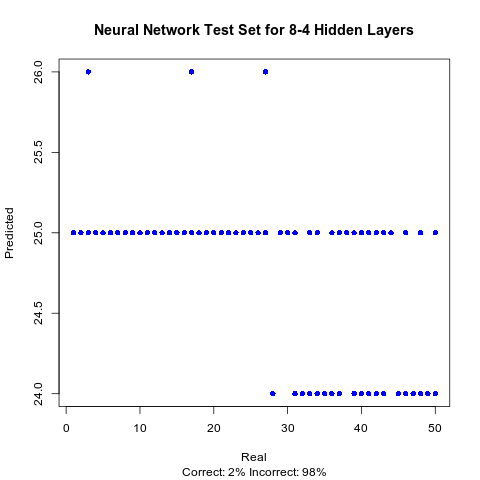 Neural Network Test Set for 8-4 Hidden Layers
Predicted
26.0
25.5
25.0
24.5
24.0
0 10 20 30 40 50
Real
Correct: 2% Incorrect: 98%